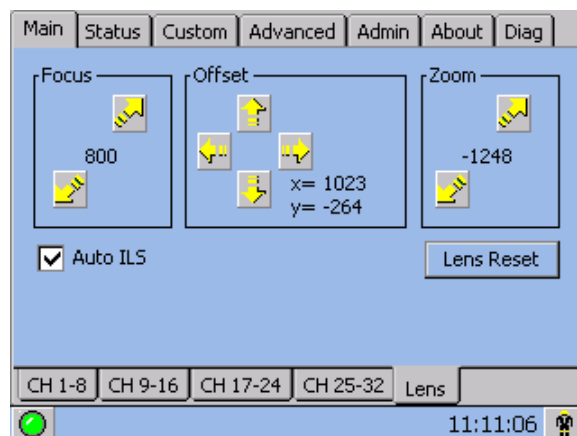 Main Status Custom Advanced Admin About Diag
Focus
800
Offset
x= 1023
y= -264
Zoom
-1248
Auto ILS
Lens Reset
CH 1-8 CH 9-16 CH 17-24 CH 25-32 Lens
11:11:06